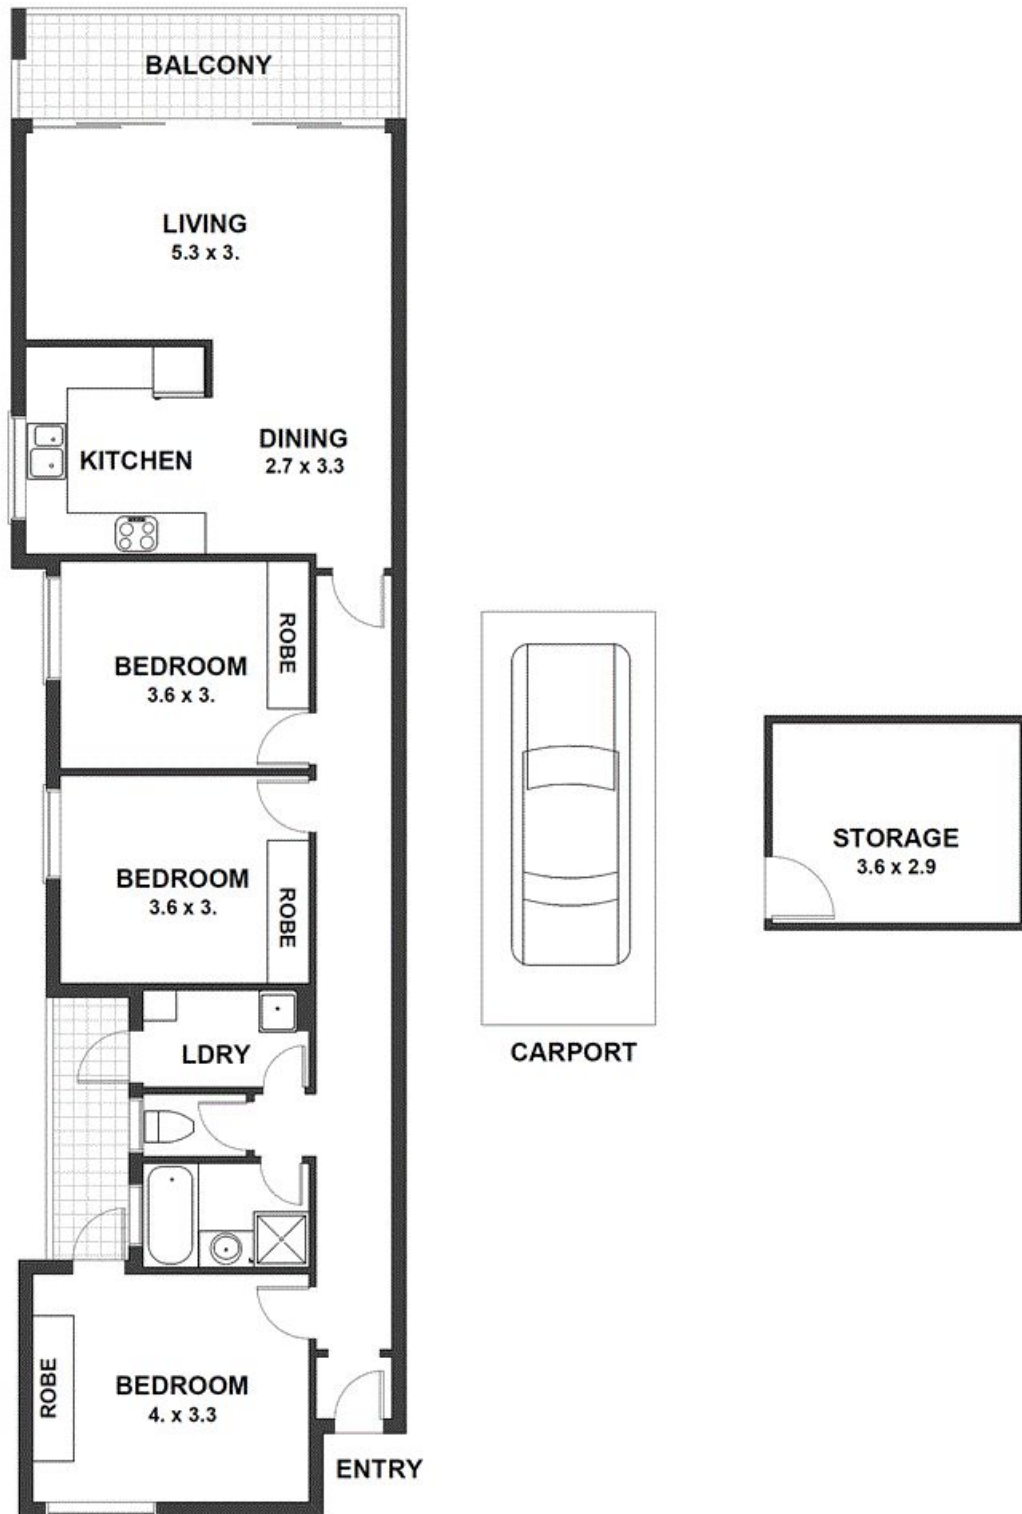 BALCONY
LIVING
5.3 x 3.
KITCHEN
DINING
2.7 x 3.3
BEDROOM
3.6 x 3.
ROBE
BEDROOM
3.6 x 3.
ROBE
STORAGE
3.6 x 2.9
LDRY
CARPORT
BEDROOM
4. x 3.3
ROBE
ENTRY